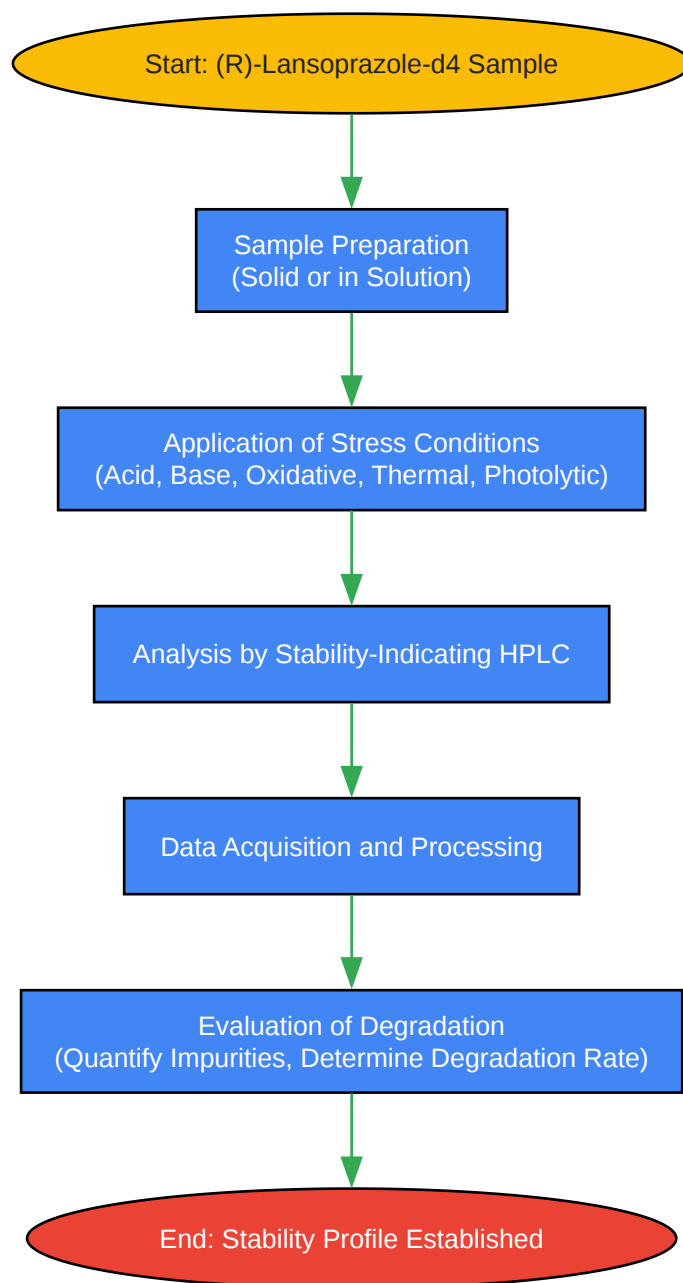 Start: (R)-Lansoprazole-d4 Sample
Sample Preparation
(Solid or in Solution)
Application of Stress Conditions
(Acid, Base, Oxidative, Thermal, Photolytic)
Analysis by Stability-Indicating HPLC
Data Acquisition and Processing
Evaluation of Degradation
(Quantify Impurities, Determine Degradation Rate)
End: Stability Profile Established